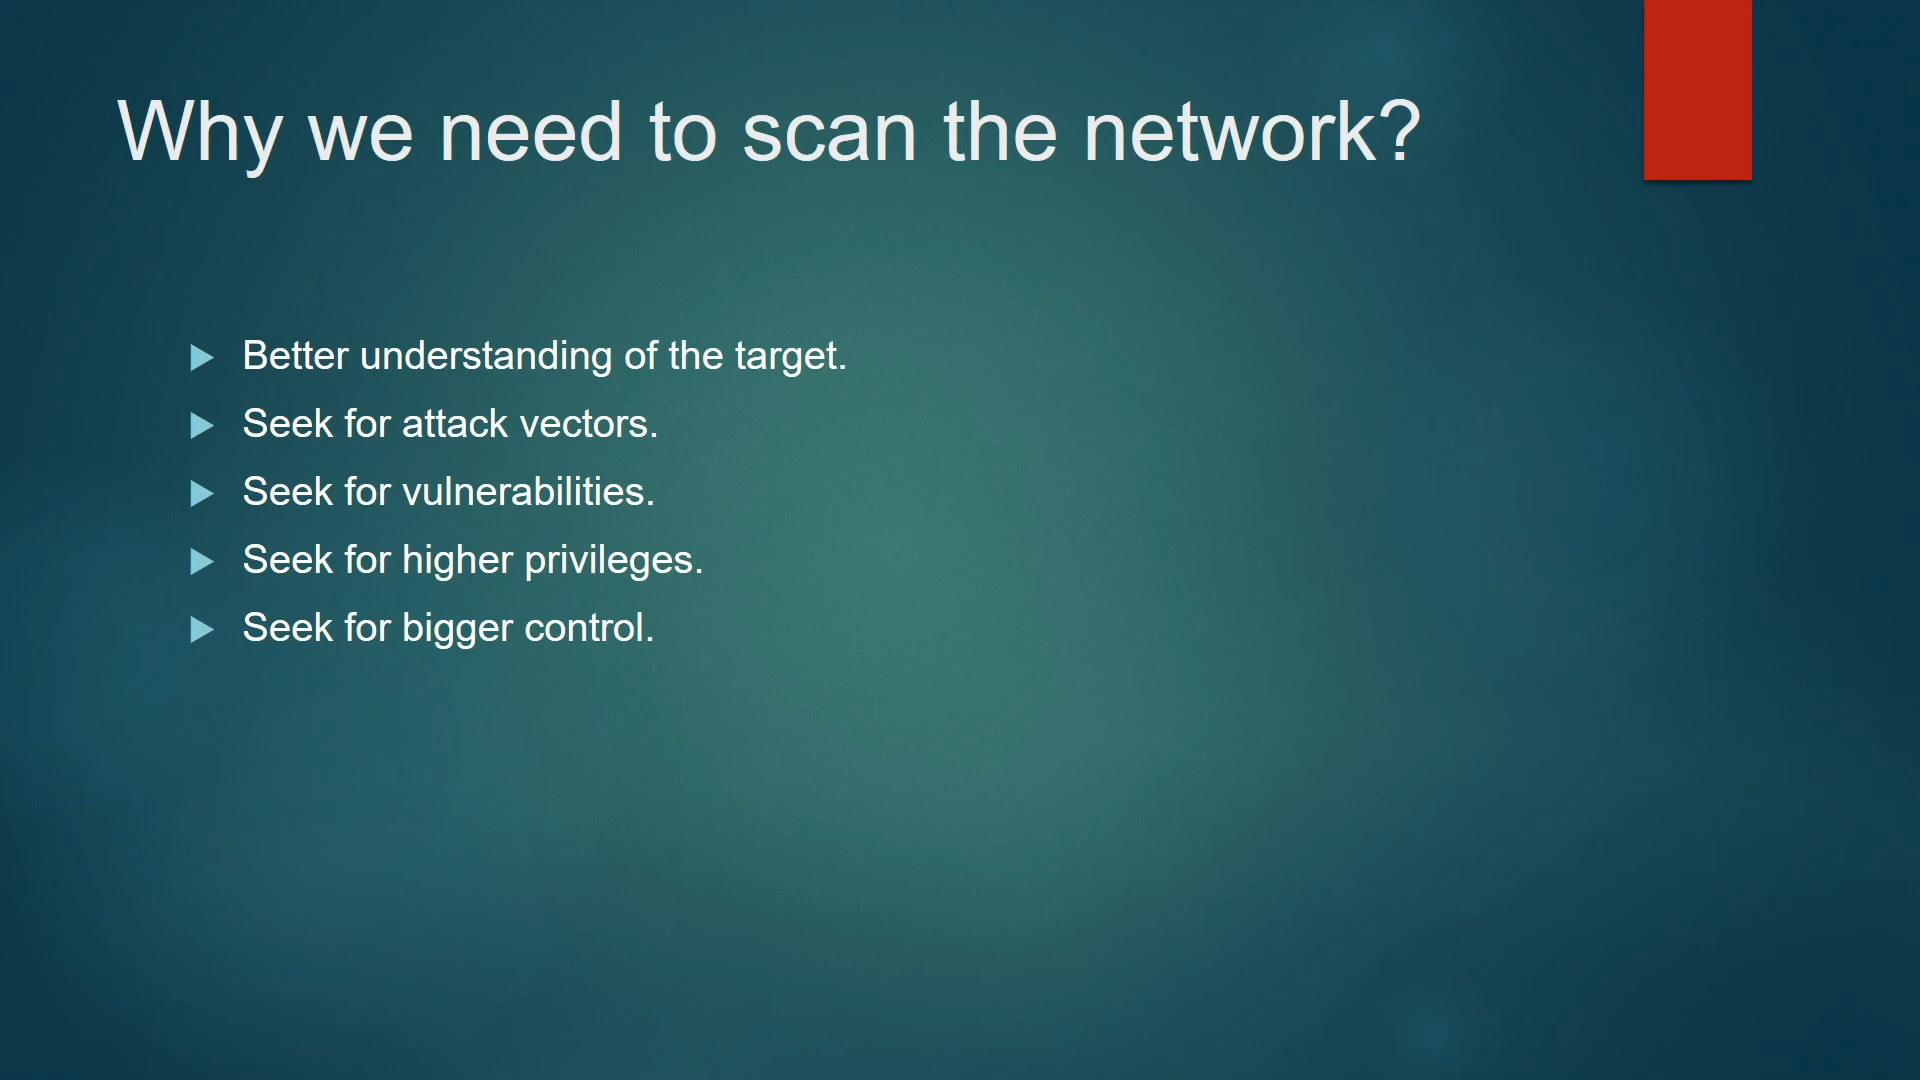 Why we need to scan the network?
Better understanding of the target.
Seek for attack vectors.
Seek for vulnerabilities.
Seek for higher privileges.
Seek for bigger control.